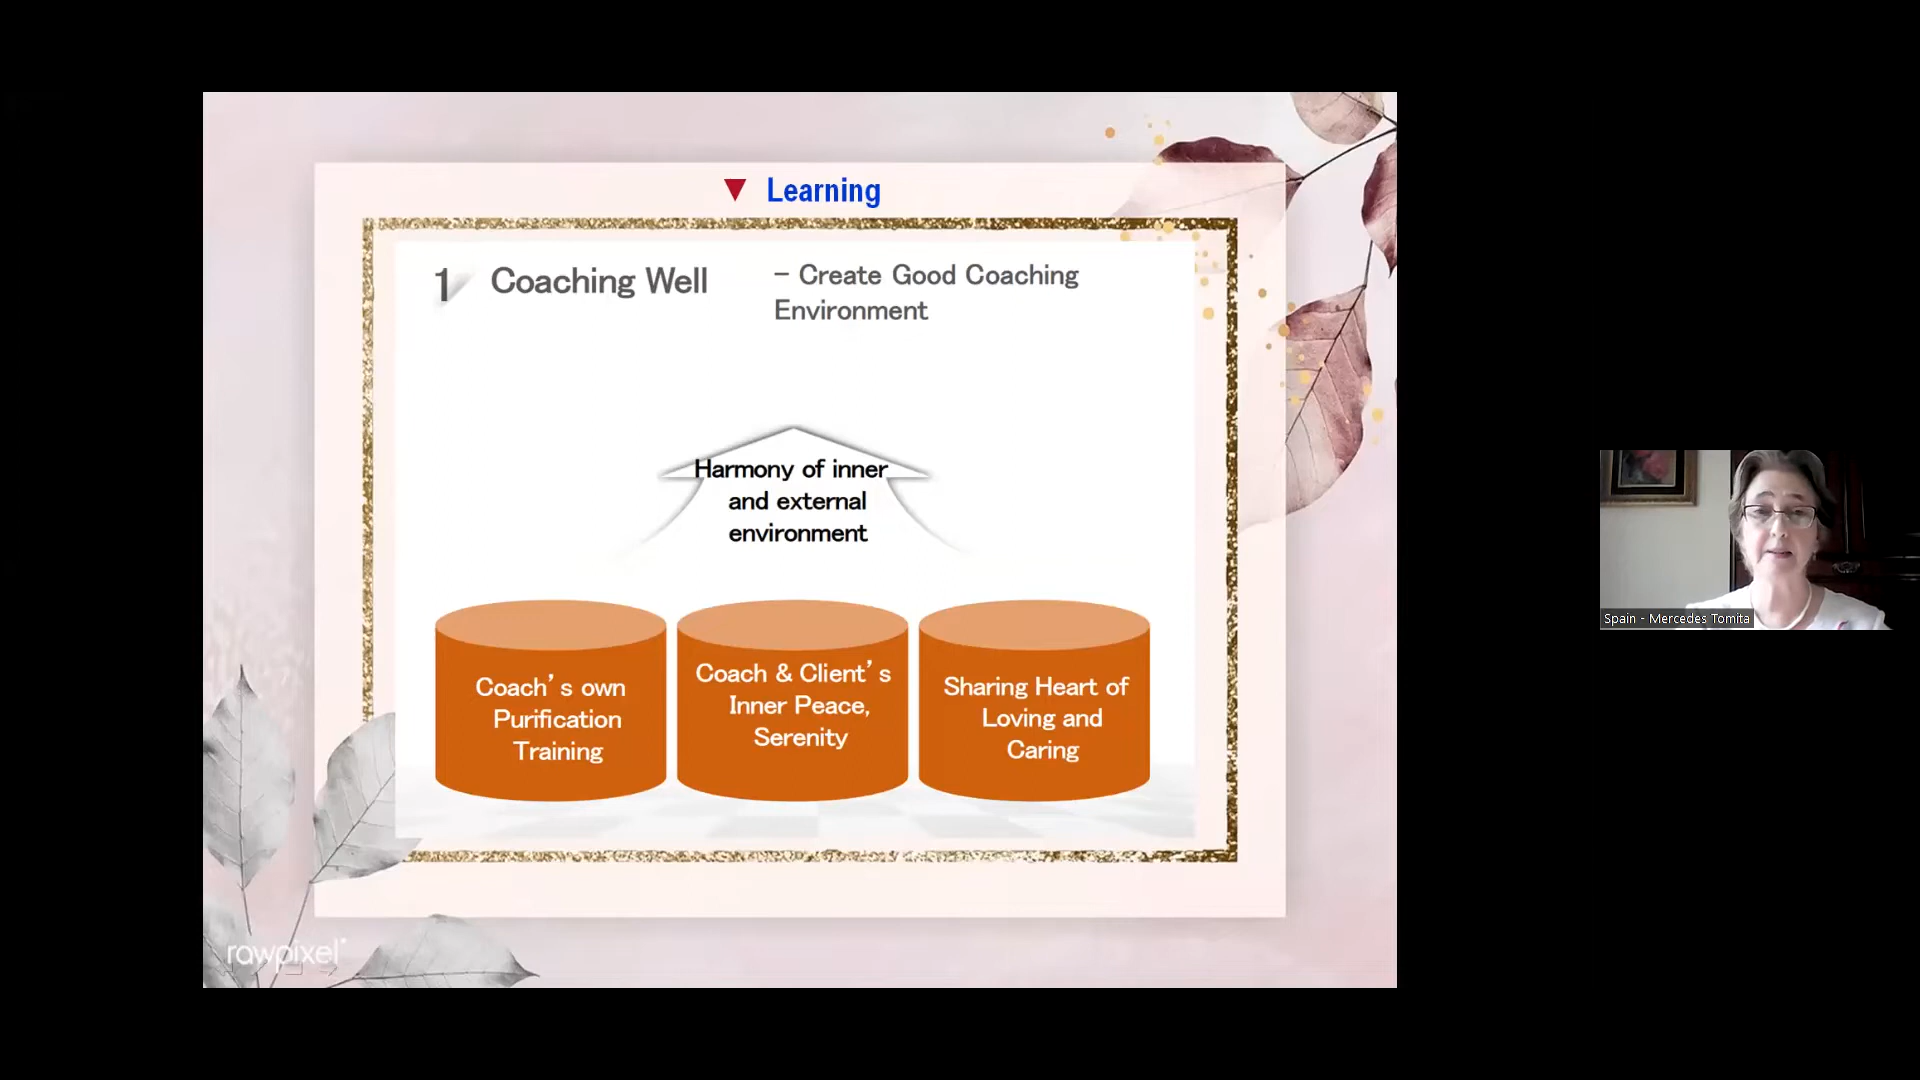 ▼ Learning
1 Coaching Well
– Create Good Coaching
Environment
Harmony of inner
and external
environment
Coach’s own
Purification
Training
Coach & Client’s
Inner Peace,
Serenity
Sharing Heart of
Loving and
Caring
Spain - Mercedes Tomita
rawpixel